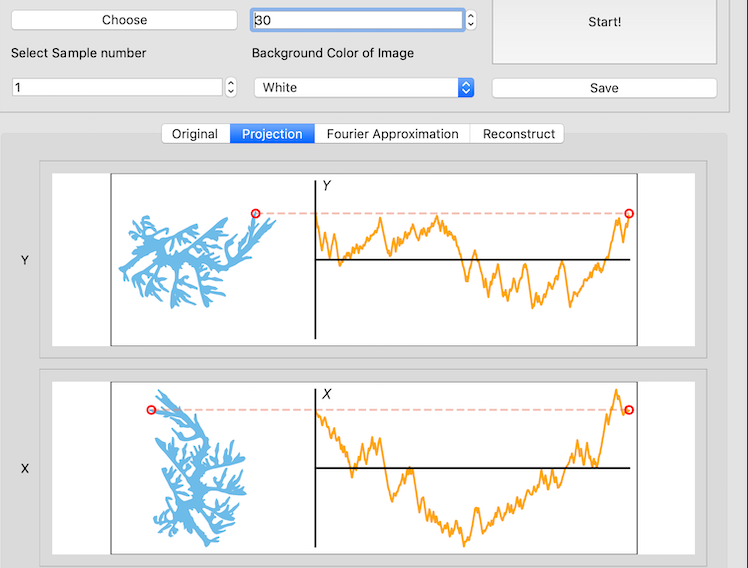 Choose
30
Start!
Select Sample number
Background Color of Image
1
White
Save
Original Projection Fourier Approximation Reconstruct
Y
Y
X
X